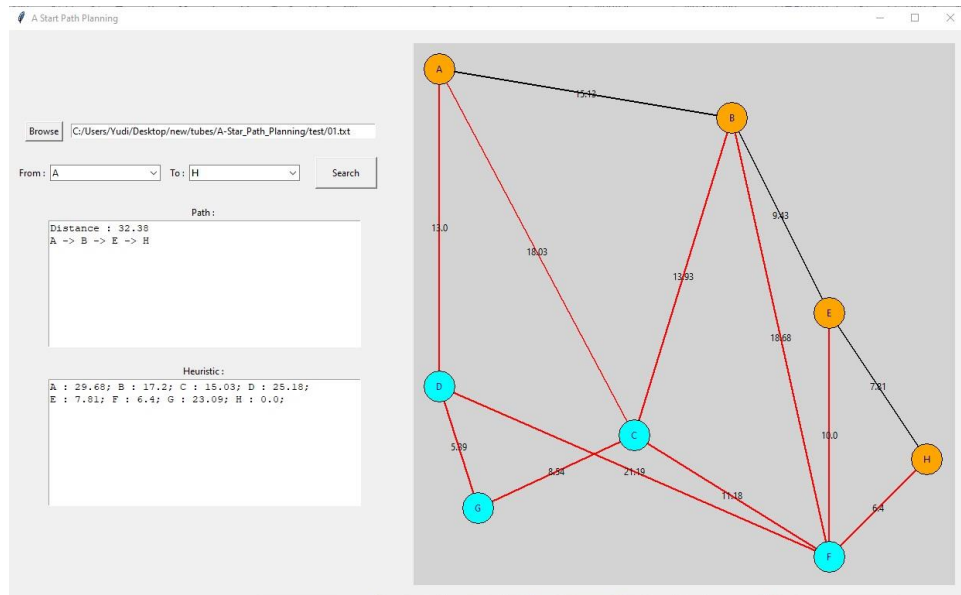 A Start Path Planning
Browse C:/Users/Yudi/Desktop/new/tubes/A-Star_Path_Planning/test/01.txt
From : A To : H Search
Path :
Distance : 32.38
A -> B -> E -> H
Heuristic :
A : 29.68; B : 17.2; C : 15.03; D : 25.18;
E : 7.81; F : 6.4; G : 23.09; H : 0.0;
A
15.13
B
9.43
13.0
18.03
13.93
E
18.68
7.81
D
C
10.0
5.39
8.54
21.19
H
11.18
G
6.4
F